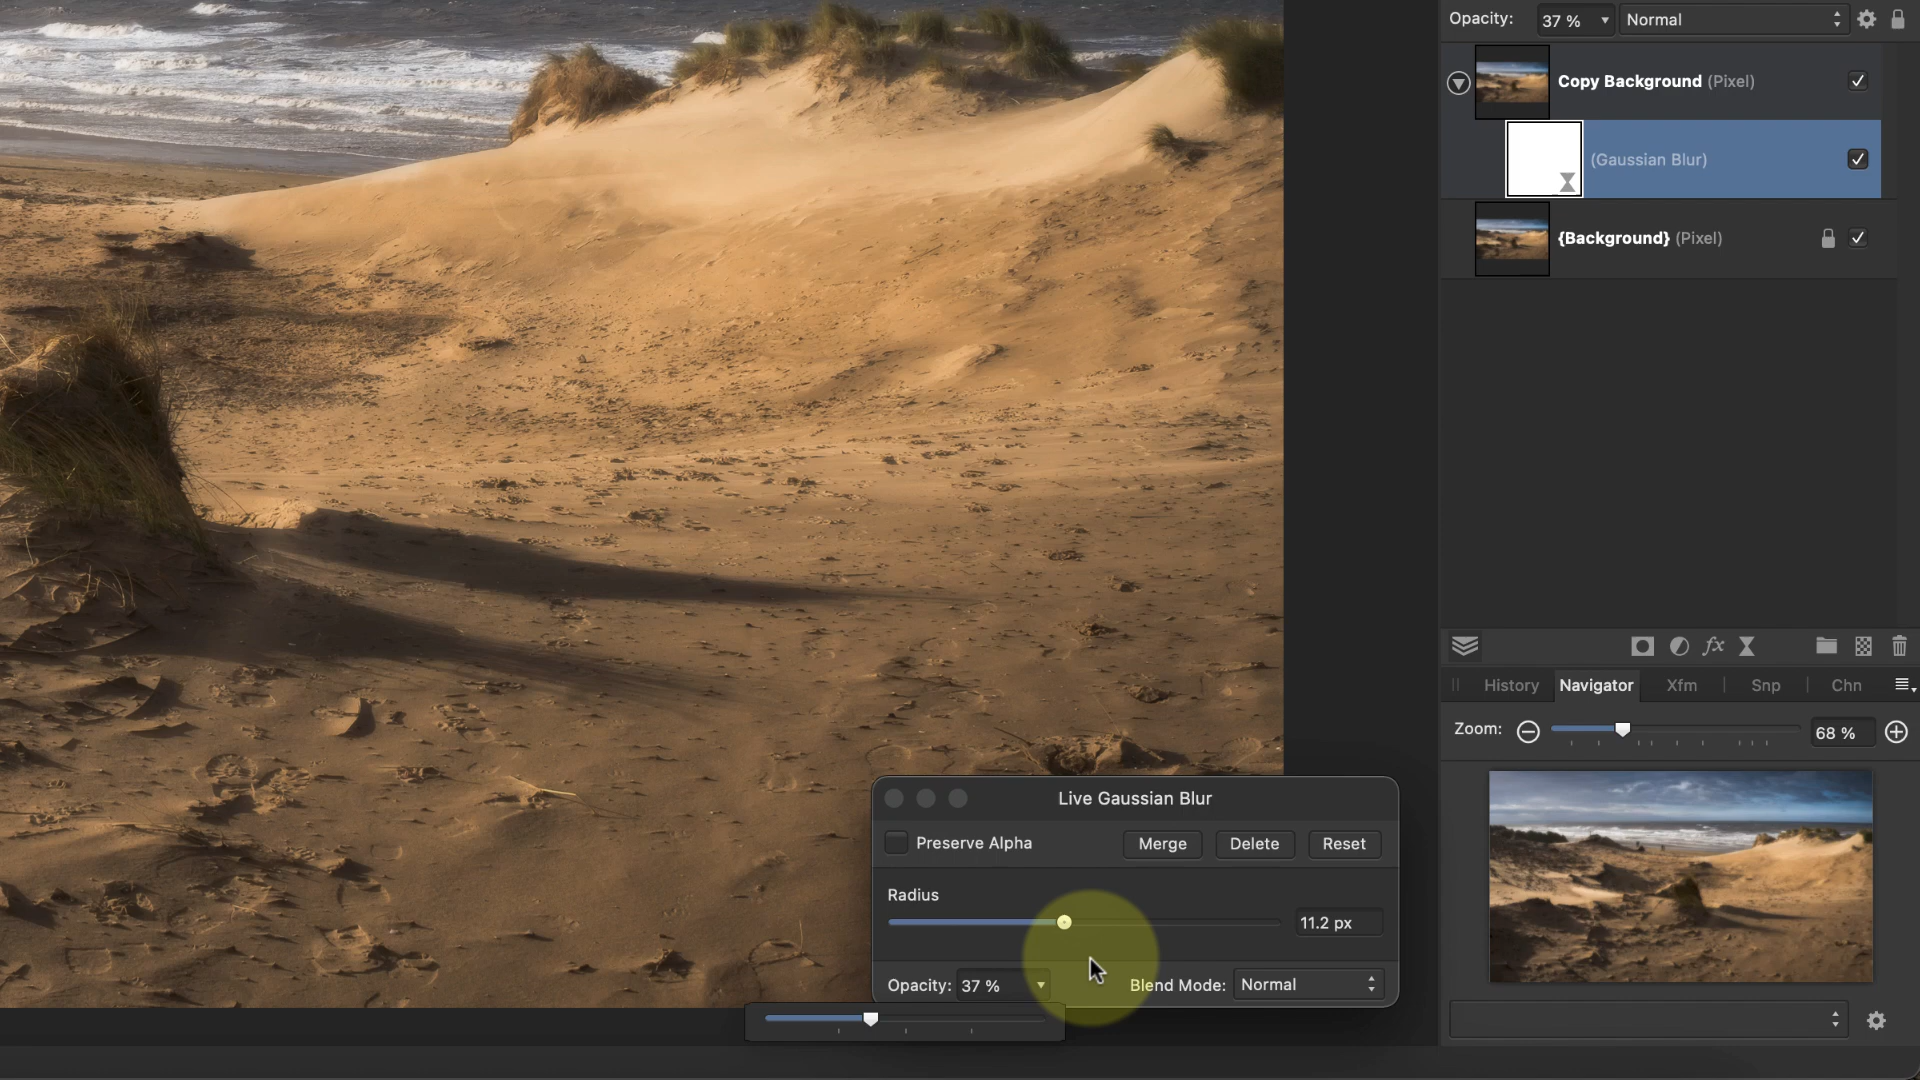 Opacity: 37 % Normal
Copy Background (Pixel)
(Gaussian Blur)
{Background} (Pixel)
fx
History Navigator Xfm Snp Chn
Zoom: 68 %
Live Gaussian Blur
Preserve Alpha Merge Delete Reset
Radius
11.2 px
Opacity: 37 % Blend Mode: Normal